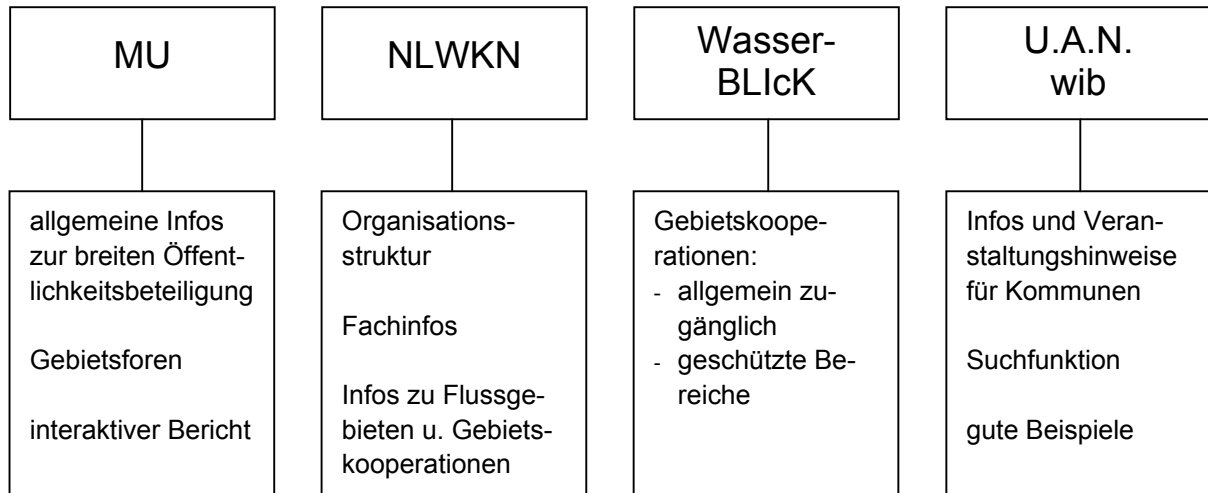 MU
NLWKN
Wasser-
BLIcK
U.A.N.
wib
allgemeine Infos
zur breiten Öffent-
lichkeitsbeteiligung
Gebietsforen
interaktiver Bericht
Organisations-
struktur
Fachinfos
Infos zu Flussge-
bieten u. Gebiets-
kooperationen
Gebietskoope-
rationen:
- allgemein zu-
gänglich
- geschützte Be-
reiche
Infos und Veran-
staltungshinweise
für Kommunen
Suchfunktion
gute Beispiele